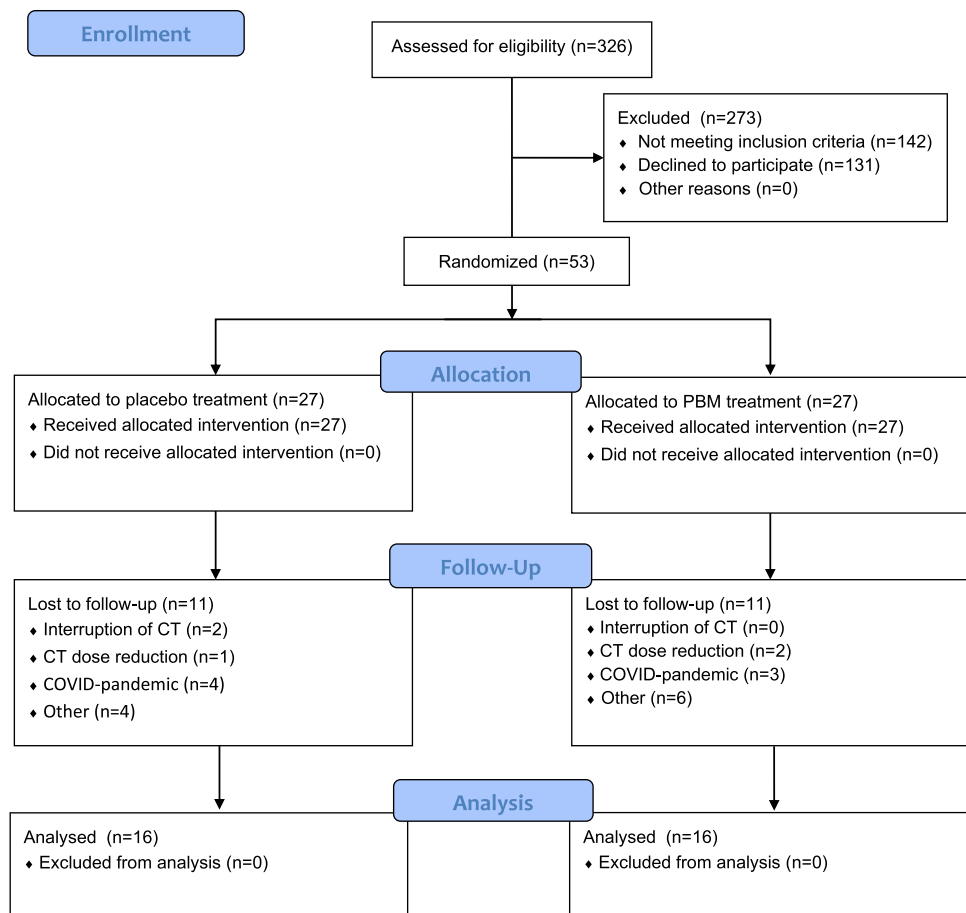 Enrollment
Assessed for eligibility (n=326)
Excluded (n=273)
♦ Not meeting inclusion criteria (n=142)
♦ Declined to participate (n=131)
♦ Other reasons (n=0)
Randomized (n=53)
Allocation
Allocated to placebo treatment (n=27)
♦ Received allocated intervention (n=27)
♦ Did not receive allocated intervention (n=0)
Allocated to PBM treatment (n=27)
♦ Received allocated intervention (n=27)
♦ Did not receive allocated intervention (n=0)
Follow-Up
Lost to follow-up (n=11)
♦ Interruption of CT (n=2)
♦ CT dose reduction (n=1)
♦ COVID-pandemic (n=4)
♦ Other (n=4)
Lost to follow-up (n=11)
♦ Interruption of CT (n=0)
♦ CT dose reduction (n=2)
♦ COVID-pandemic (n=3)
♦ Other (n=6)
Analysis
Analysed (n=16)
♦ Excluded from analysis (n=0)
Analysed (n=16)
♦ Excluded from analysis (n=0)